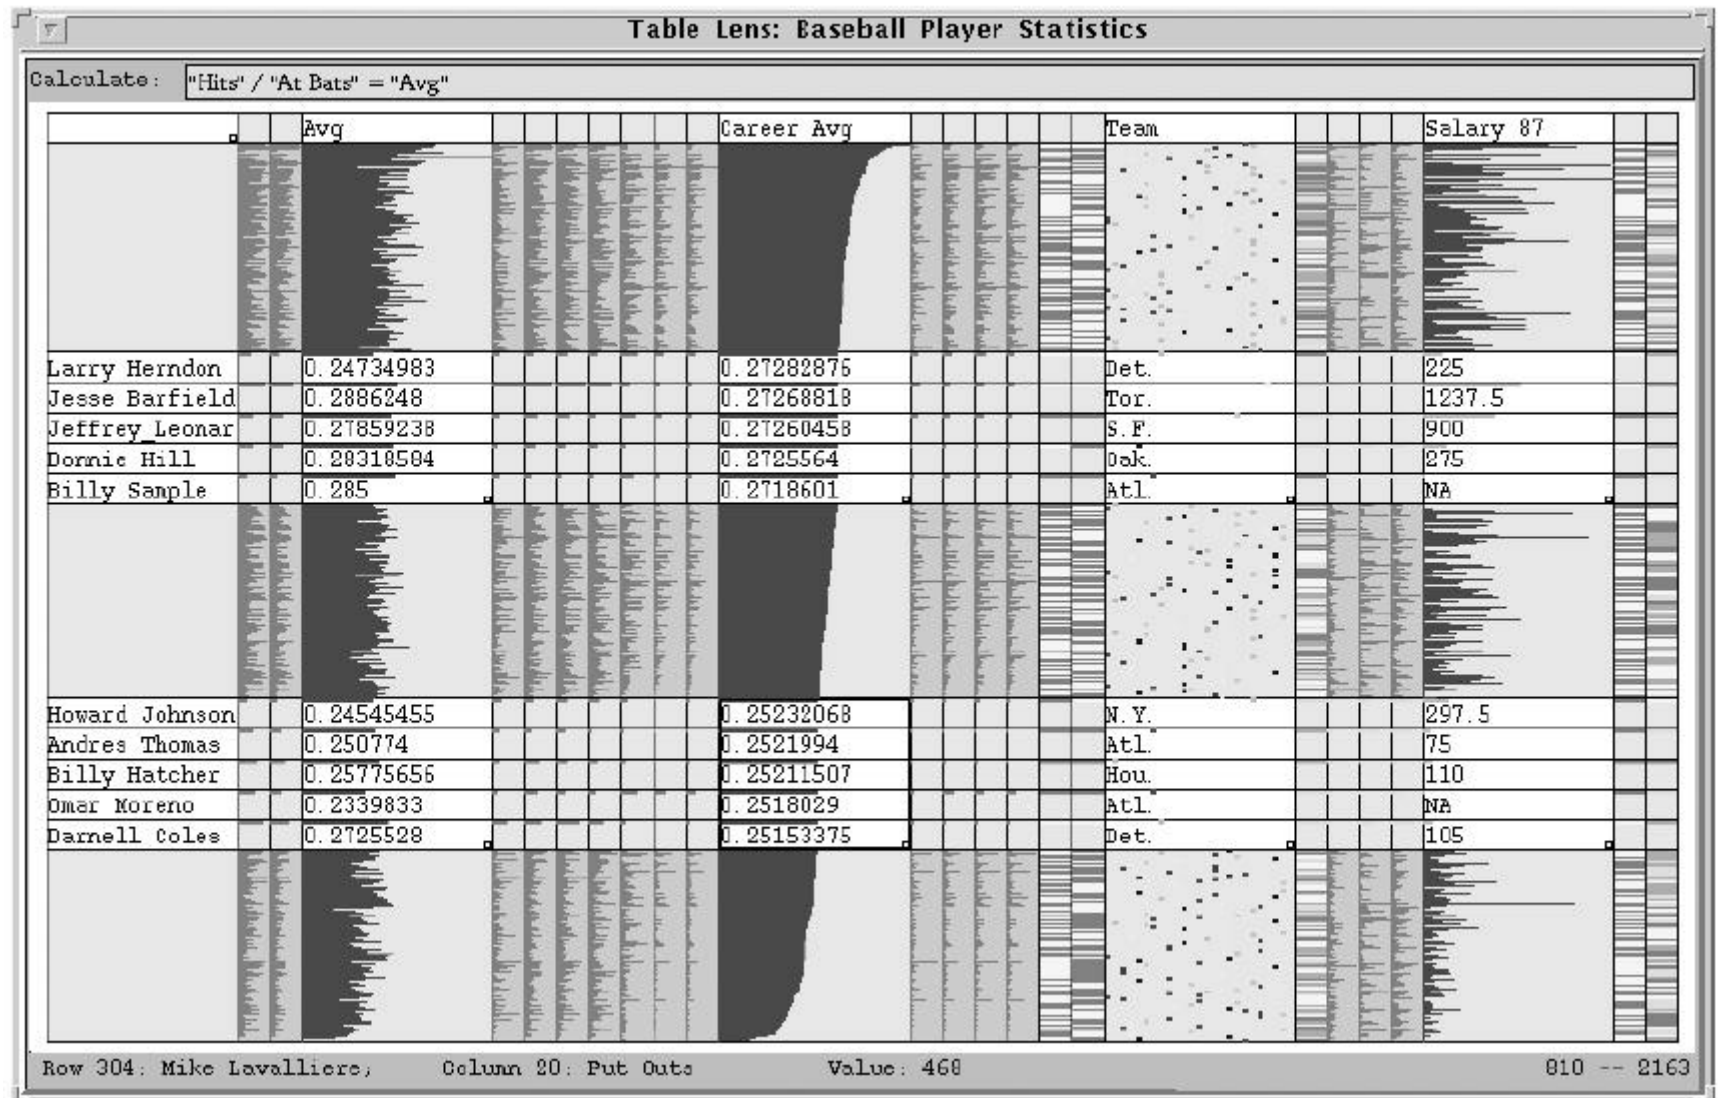 Table Lens: Baseball Player Statistics
Calculate: "Hits" / "At Bats" = "Avg"
Avg Career Avg Team Salary 87
Larry Herndon 0.24734983 0.27282876 Det. 225
Jesse Barfield 0.2886248 0.27268818 Tor. 1237.5
Jeffrey_Leonar 0.27859238 0.27260458 S.F. 900
Donnie Hill 0.28318584 0.2725564 Oak. 275
Billy Sample 0.285 0.2718601 Atl. NA
Howard Johnson 0.24545455 0.25232068 N.Y. 297.5
Andres Thomas 0.250774 0.2521994 Atl. 75
Billy Hatcher 0.25775656 0.25211507 Hou. 110
Omar Moreno 0.2339833 0.2518029 Atl. NA
Darnell Coles 0.2725528 0.25153375 Det. 105
Row 304: Mike Lavalliere, Column 20: Put Outs Value: 468 810 -- 2163